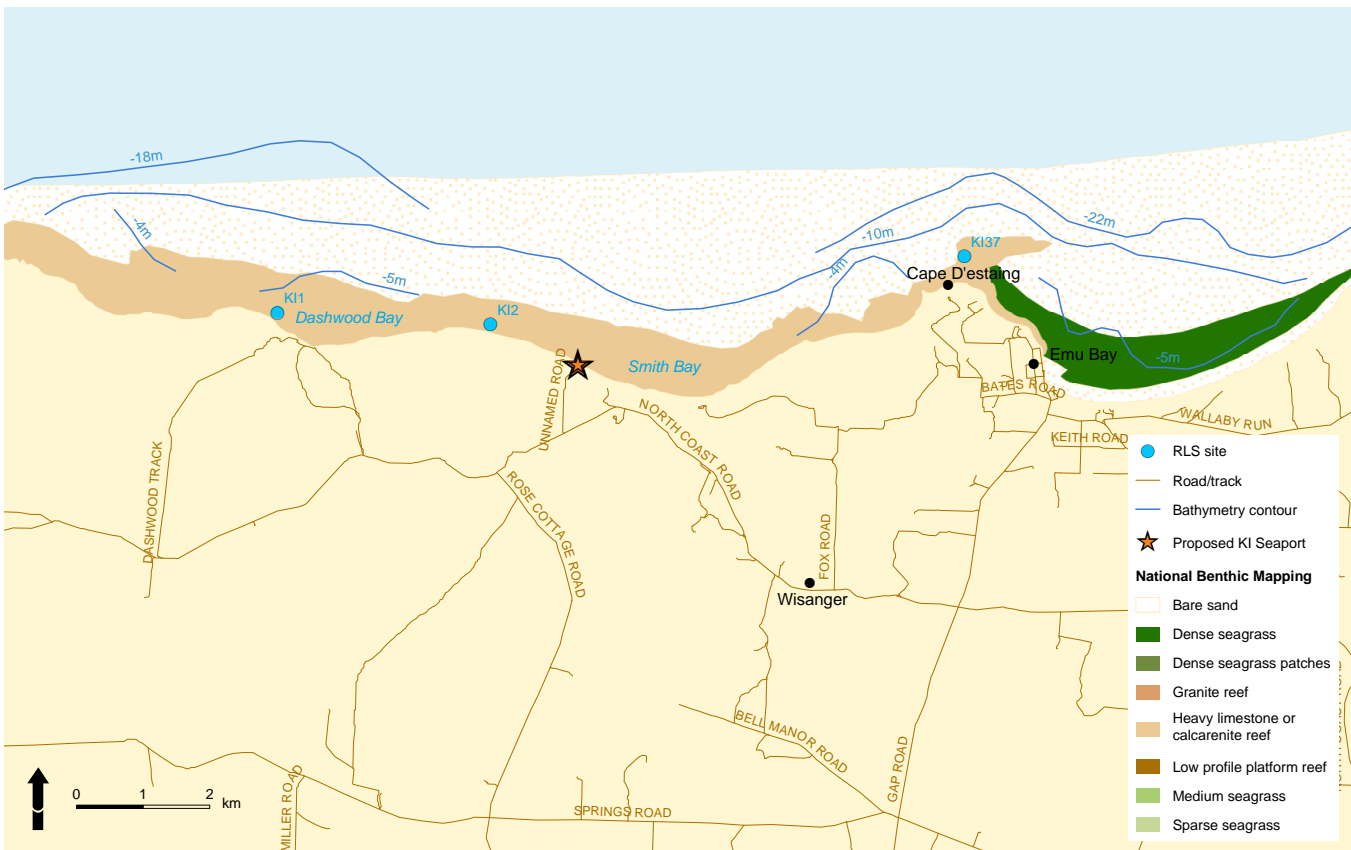 -18m
-4m
-22m
-10m
KI37
-4m
Cape D'estaing
-5m
KI1
Dashwood Bay
KI2
Smith Bay
Emu Bay
-5m
BATES ROAD
UNNAMED ROAD
NORTH COAST ROAD
WALLABY RUN
KEITH ROAD
DASHWOOD TRACK
ROSE COTTAGE ROAD
FOX ROAD
Wisanger
BELL MANOR ROAD
GAP ROAD
SPRINGS ROAD
MILLER ROAD
0 1 2 km
RLS site
Road/track
Bathymetry contour
Proposed KI Seaport
National Benthic Mapping
Bare sand
Dense seagrass
Dense seagrass patches
Granite reef
Heavy limestone or
calcarenite reef
Low profile platform reef
Medium seagrass
Sparse seagrass